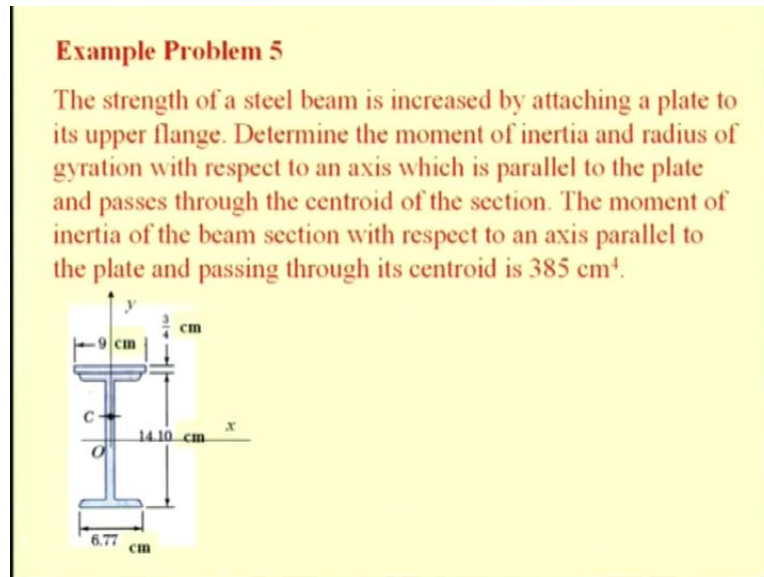 Example Problem 5
The strength of a steel beam is increased by attaching a plate to
its upper flange. Determine the moment of inertia and radius of
gyration with respect to an axis which is parallel to the plate
and passes through the centroid of the section. The moment of
inertia of the beam section with respect to an axis parallel to
the plate and passing through its centroid is 385 cm⁴.
y
3/4 cm
9 cm
C
14.10 cm
x
O
6.77 cm